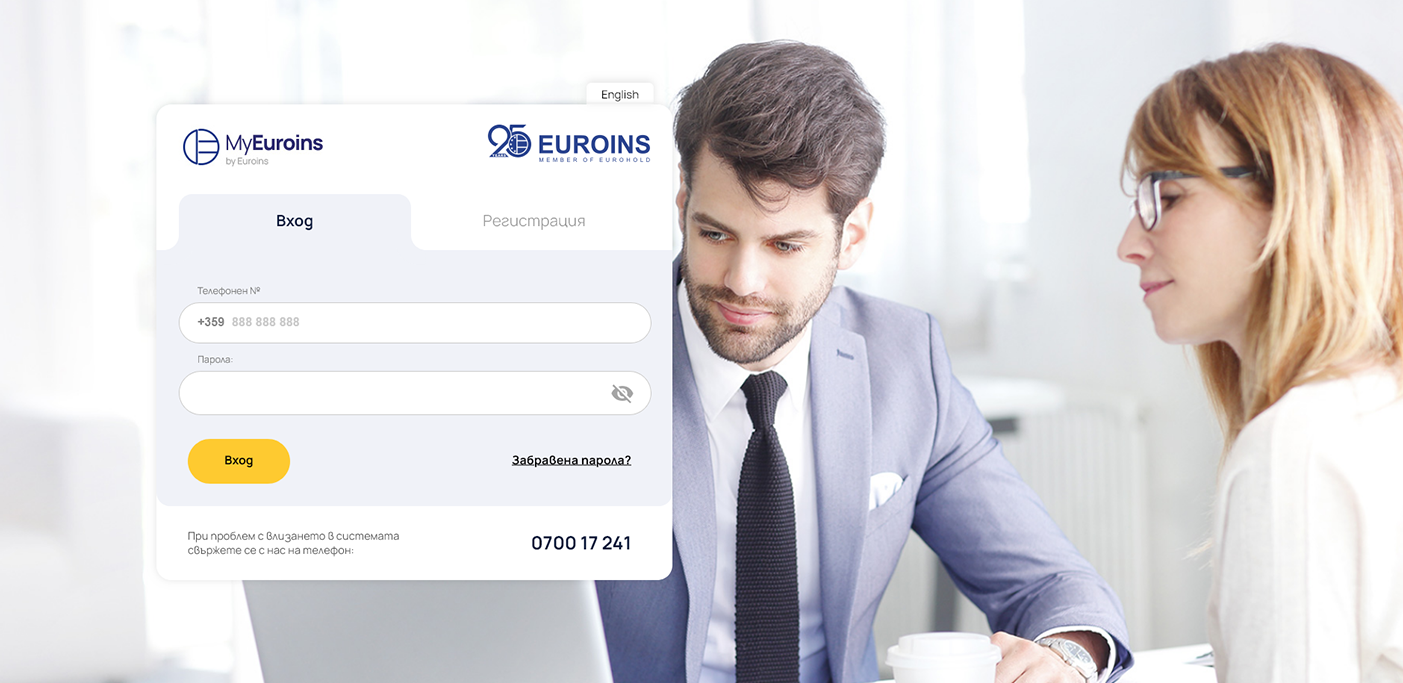 English
MyEuroins
by Euroins
25 EUROINS
YEARS
MEMBER OF EUROHOLD
Вход
Регистрация
Телефонен №
+359 888 888 888
Парола:
Вход
Забравена парола?
При проблем с влизането в системата
свържете се с нас на телефон:
0700 17 241